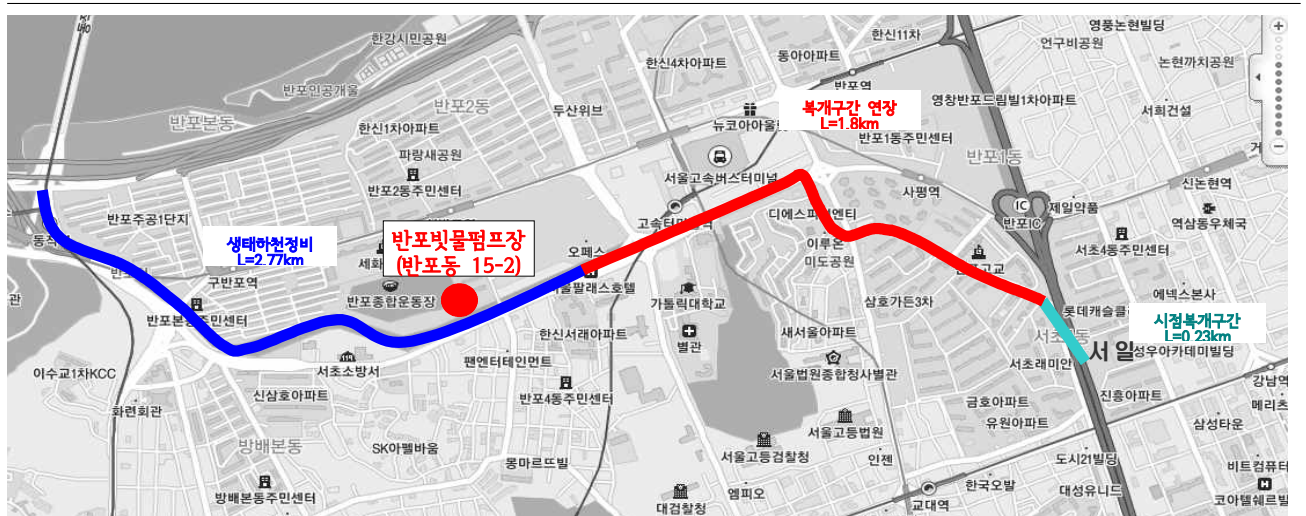 영풍논현빌딩
한신11차
한강시민공원
언구비공원
동아아파트
한신4차아파트
논현까치공원
반포역
반포인공개울
반포2동
복개구간 연장
L=1.8km
영창반포드림빌1차아파트
서희건설
두산위브
반포본동
한신1차아파트
뉴코아아울
반포1동주민센터
파랑새공원
반포1동
서울고속버스터미널
신논현역
반포2동주민센터
사평역
IC
제일약품
반포주공1단지
디에스
엔티
반포IC
역삼동우체국
생태하천정비
L=2.77km
반포빗물펌프장
(반포동 15-2)
오페스
이루온
미도공원
서초4동주민센터
세화
구반포역
반포종합운동장
팔래스호텔
가톨릭대학교
삼호가든3차
에넥스본사
롯데캐슬클
시점복개구간
L=0.23km
반포본동주민센터
한신서래아파트
별관
새서울아파트
서초
동
서 일
성우아카데미빌딩
119
서초소방서
팬엔터테인먼트
서초래미안
이수교1차KCC
서울법원종합청사별관
강남역
신삼호아파트
반포4동주민센터
금호아파트
진흥아파트
메리츠
화련회관
유원아파트
방배본동
SK아펠바움
서울고등법원
삼성타운
몽마르뜨빌
서울고등검찰청
인젠
도시21빌딩
비트컴퓨터
방배본동주민센터
엠피오
한국오발
대성유니드
코아텔쉐르빌
대검찰청
교대역